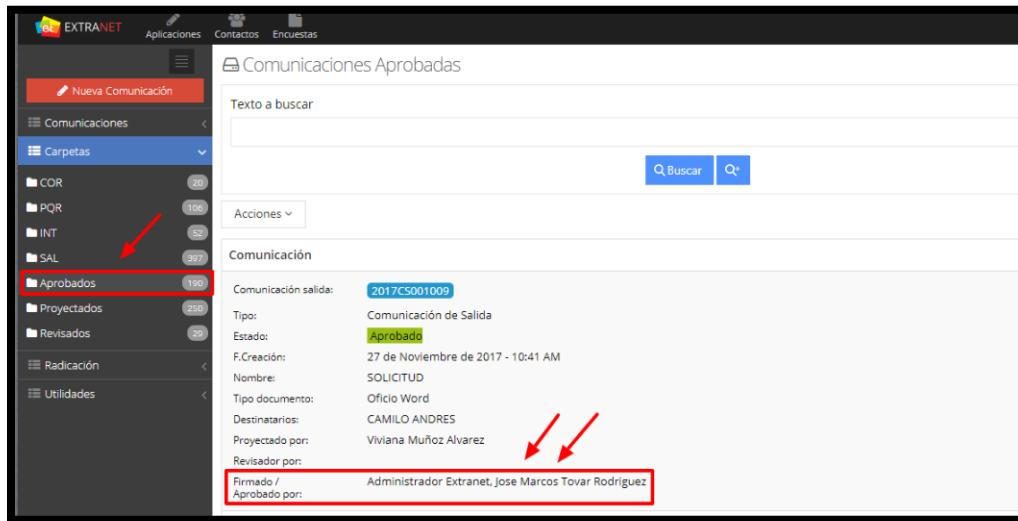 EXTRANET
Aplicaciones Contactos Encuestas
Nueva Comunicación
Comunicaciones
Carpetas
COR 20
PQR 106
INT 52
SAL 397
Aprobados 190
Proyectados 250
Revisados 29
Radicación
Utilidades
Comunicaciones Aprobadas
Texto a buscar
Buscar
Acciones
Comunicación
Comunicación salida: 2017CS001009
Tipo: Comunicación de Salida
Estado: Aprobado
F.Creación: 27 de Noviembre de 2017 - 10:41 AM
Nombre: SOLICITUD
Tipo documento: Oficio Word
Destinatarios: CAMILO ANDRES
Proyectado por: Viviana Muñoz Alvarez
Revisador por:
Firmado / Administrador Extranet, Jose Marcos Tovar Rodriguez
Aprobado por: